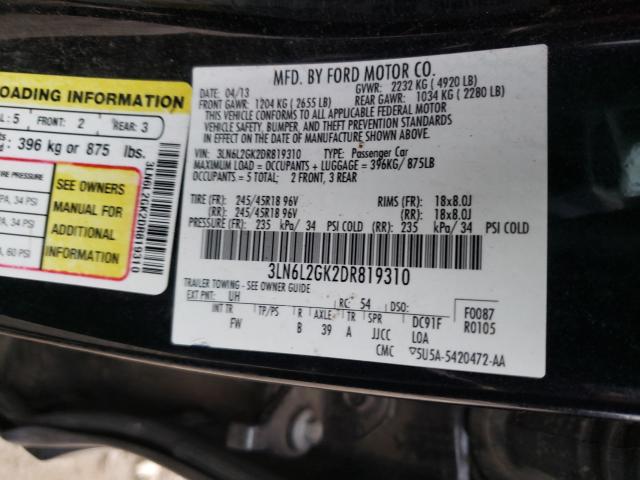 OADING INFORMATION
: 5 FRONT: 2 REAR: 3
396 kg or 875 lbs.
RE PRESSURE
PA, 34 PSI
PA, 34 PSI
A, 60 PSI
SEE OWNERS
MANUAL FOR
ADDITIONAL
INFORMATION
3LN6L2GK2DR819310
MFD. BY FORD MOTOR CO.
DATE: 04/13 GVWR: 2232 KG ( 4920 LB)
FRONT GAWR: 1204 KG ( 2655 LB) REAR GAWR: 1034 KG ( 2280 LB)
THIS VEHICLE CONFORMS TO ALL APPLICABLE FEDERAL MOTOR
VEHICLE SAFETY, BUMPER, AND THEFT PREVENTION STANDARDS
IN EFFECT ON THE DATE OF MANUFACTURE SHOWN ABOVE.
VIN: 3LN6L2GK2DR819310 TYPE: Passenger Car
MAXIMUM LOAD = OCCUPANTS + LUGGAGE = 396KG/ 875LB
OCCUPANTS = 5 TOTAL: 2 FRONT, 3 REAR
TIRE (FR): 245/45R18 96V RIMS (FR): 18x8.0J
(RR): 245/45R18 96V (RR): 18x8.0J
PRESSURE (FR): 235 kPa/ 34 PSI COLD (RR): 235 kPa/ 34 PSI COLD
3LN6L2GK2DR819310
TRAILER TOWING - SEE OWNER GUIDE
EXT PNT: UH RC: 54 DSO: F0087
INT TR TP/PS R AXLE TR SPR DC91F R0105
FW B 39 A JJCC LOA
CMC ▽5U5A-5420472-AA